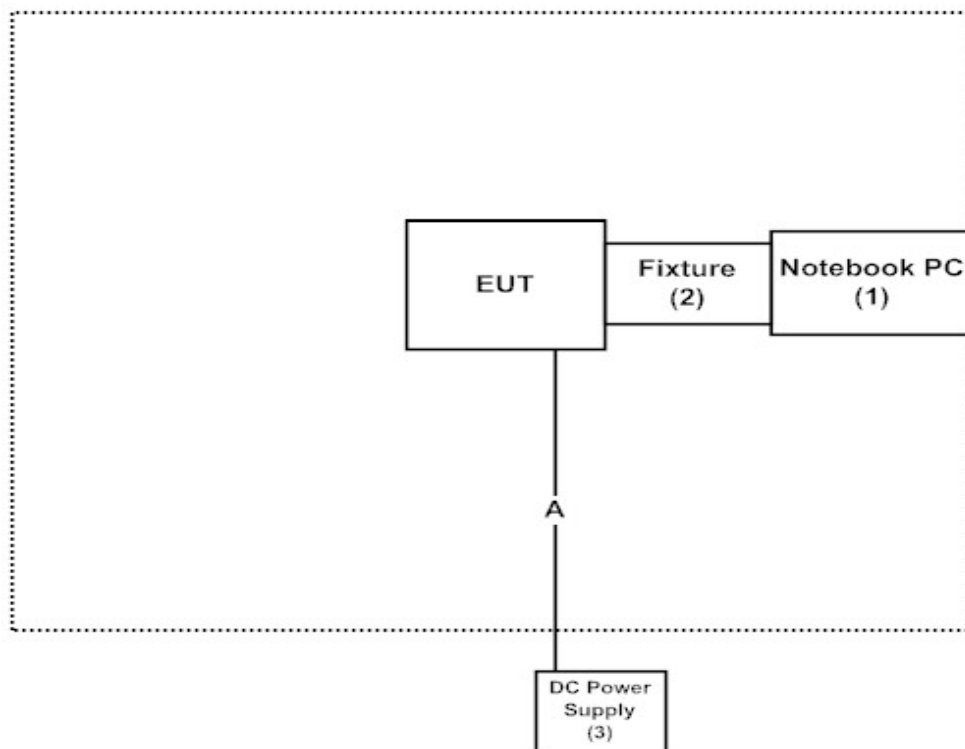 EUT
Fixture
(2)
Notebook PC
(1)
A
DC Power
Supply
(3)